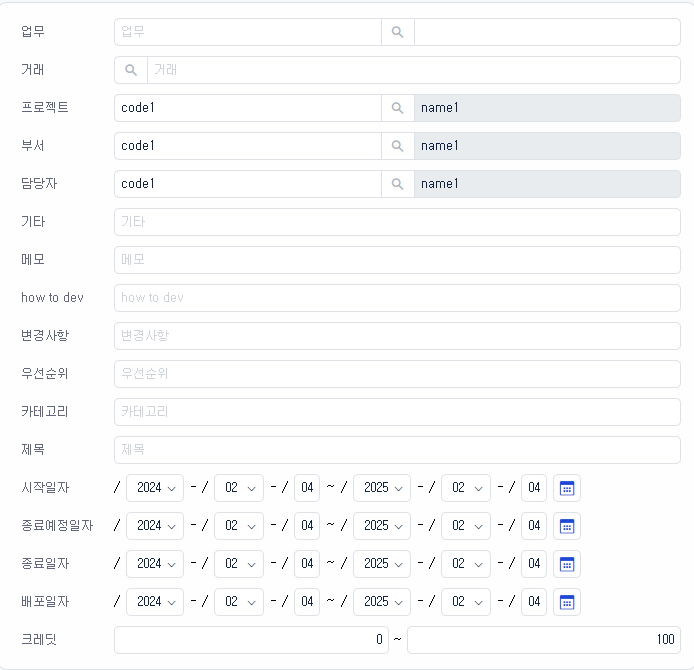 업무 업무
거래 거래
프로젝트 code1 name1
부서 code1 name1
담당자 code1 name1
기타 기타
메모 메모
how to dev how to dev
변경사항 변경사항
우선순위 우선순위
카테고리 카테고리
제목 제목
시작일자 / 2024 - / 02 - / 04 ~ / 2025 - / 02 - / 04
종료예정일자 / 2024 - / 02 - / 04 ~ / 2025 - / 02 - / 04
종료일자 / 2024 - / 02 - / 04 ~ / 2025 - / 02 - / 04
배포일자 / 2024 - / 02 - / 04 ~ / 2025 - / 02 - / 04
크레딧 0 ~ 100